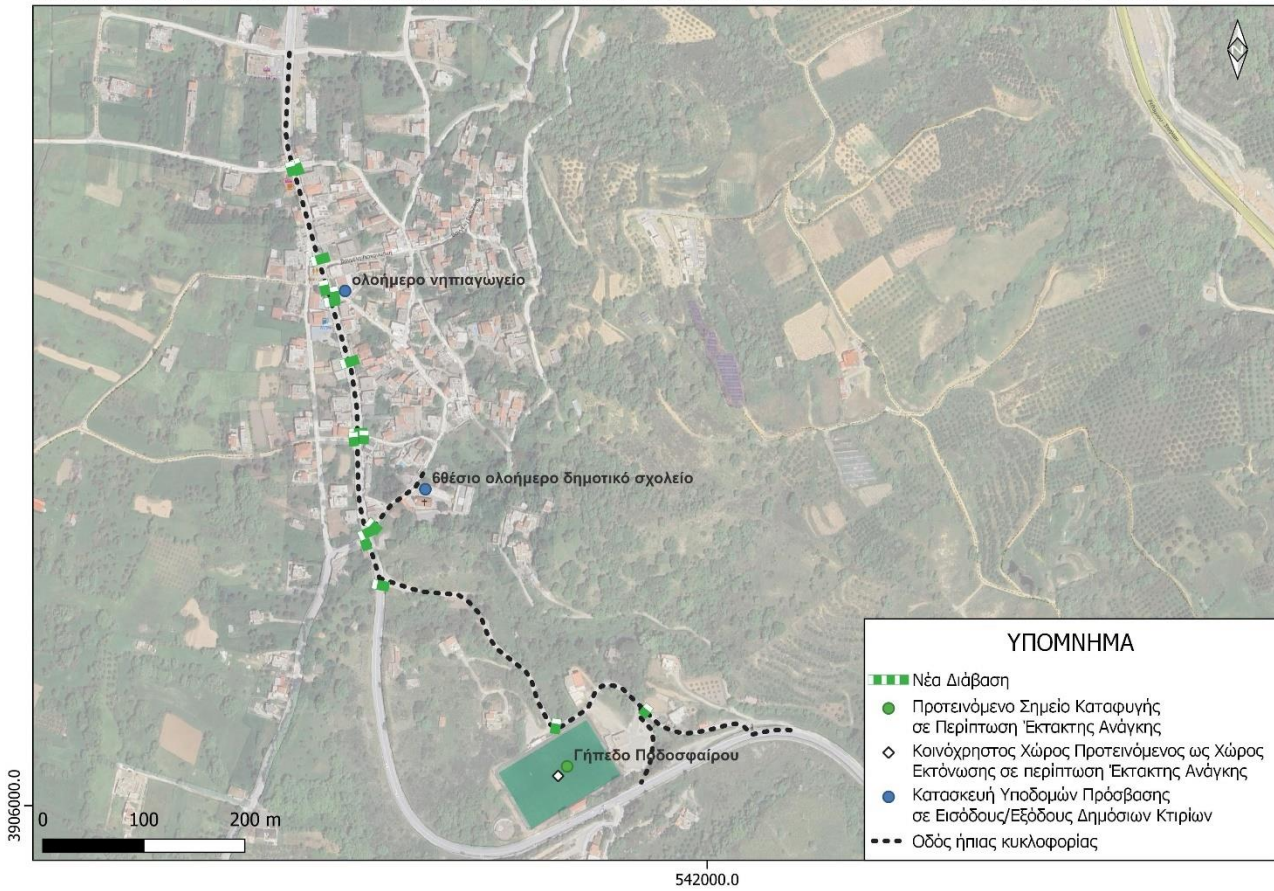 ολοήμερο νηπιαγωγείο
6θέσιο ολοήμερο δημοτικό σχολείο
Γήπεδο Ποδοσφαίρου
ΥΠΟΜΝΗΜΑ
Νέα Διάβαση
Προτεινόμενο Σημείο Καταφυγής
σε Περίπτωση Έκτακτης Ανάγκης
Κοινόχρηστος Χώρος Προτεινόμενος ως Χώρος
Εκτόνωσης σε περίπτωση Έκτακτης Ανάγκης
Κατασκευή Υποδομών Πρόσβασης
σε Εισόδους/Εξόδους Δημόσιων Κτιρίων
Οδός ήπιας κυκλοφορίας
0 100 200 m
3906000.0
542000.0
N